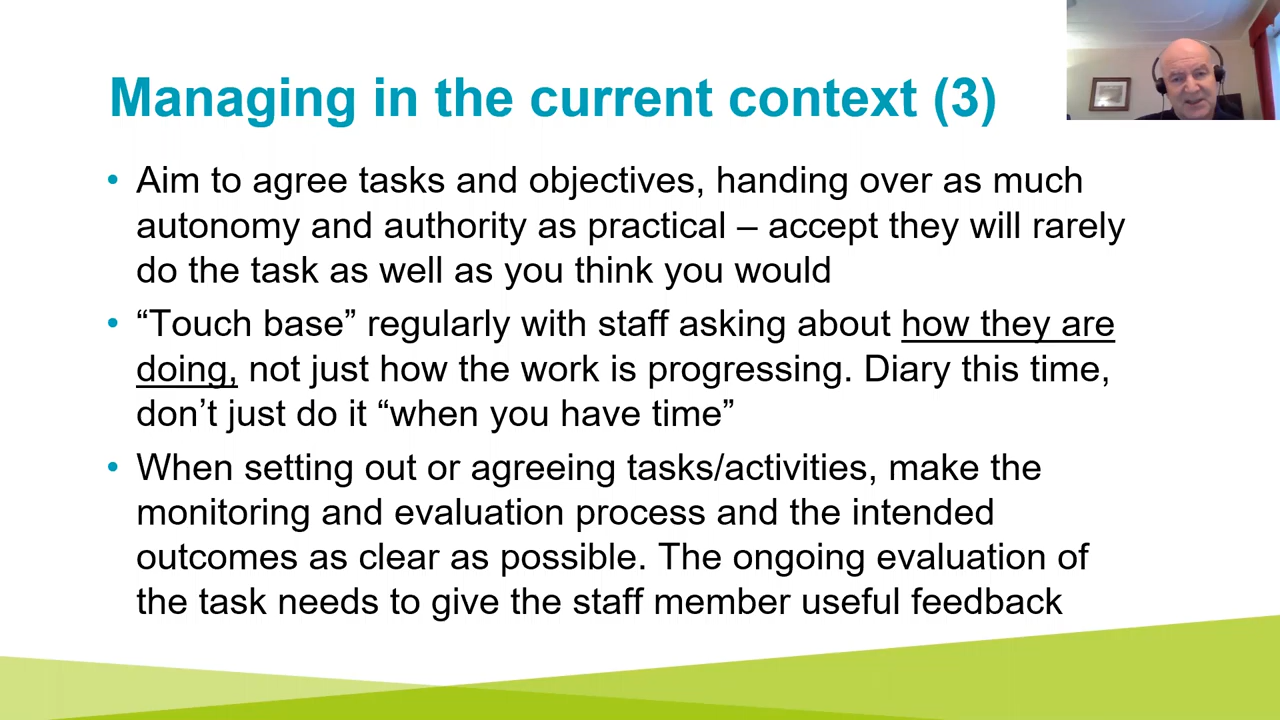 Managing in the current context (3)
• Aim to agree tasks and objectives, handing over as much
autonomy and authority as practical – accept they will rarely
do the task as well as you think you would
• “Touch base” regularly with staff asking about how they are
doing, not just how the work is progressing. Diary this time,
don’t just do it “when you have time”
• When setting out or agreeing tasks/activities, make the
monitoring and evaluation process and the intended
outcomes as clear as possible. The ongoing evaluation of
the task needs to give the staff member useful feedback